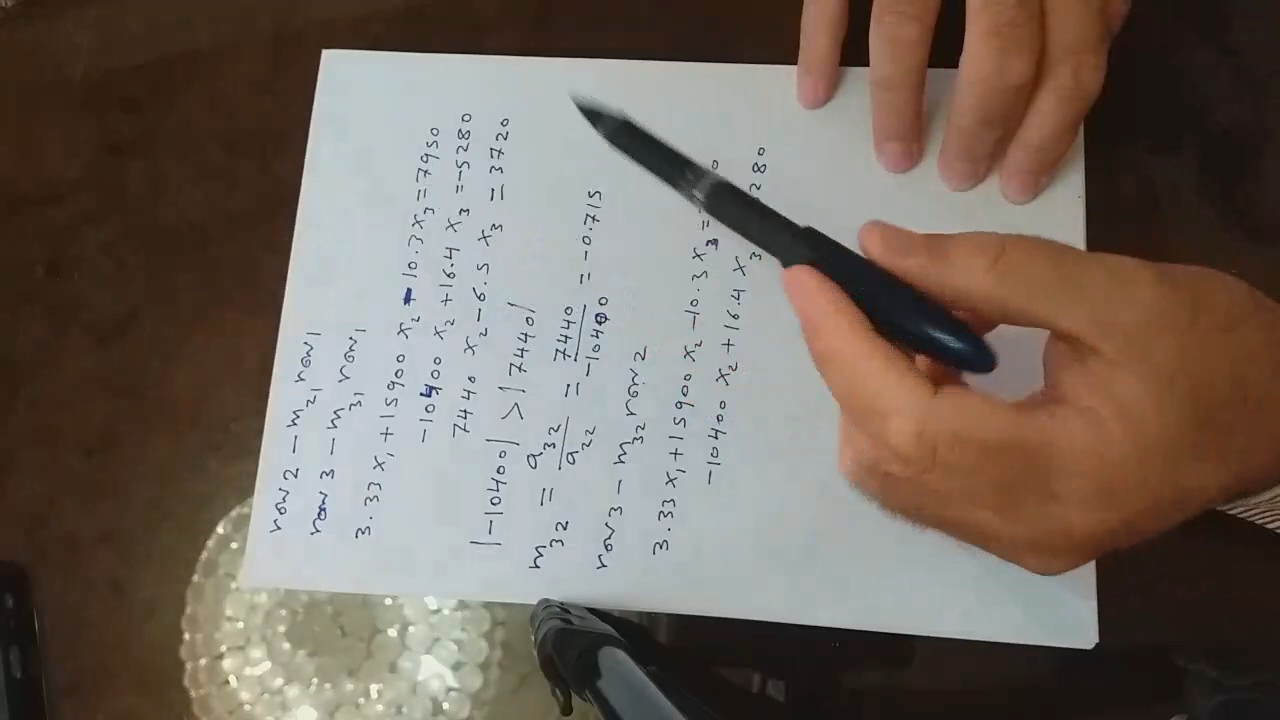 row 2 - m21 row 1
row 3 - m31 row 1
3.33 x1 + 15900 x2 - 10.3 x3 = 7950
-10400 x2 + 16.4 x3 = -5280
7440 x2 - 6.5 x3 = 3720
|-10400| > |7440|
m32 = a32/a22 = 7440/-10400 = -0.715
row 3 - m32 row 2
3.33 x1 + 15900 x2 - 10.3 x3 =
-10400 x2 + 16.4 x3 280